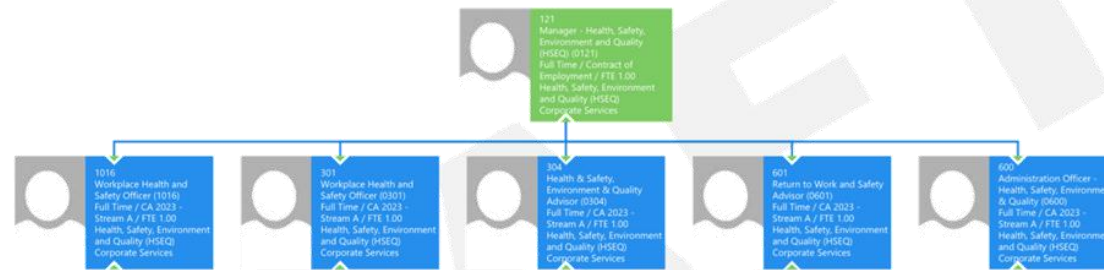 121
Manager - Health, Safety,
Environment and Quality
(HSEQ) (0121)
Full Time / Contract of
Employment / FTE 1.00
Health, Safety, Environment
and Quality (HSEQ)
Corporate Services
1016
Workplace Health and
Safety Officer (1016)
Full Time / CA 2023 -
Stream A / FTE 1.00
Health, Safety, Environment
and Quality (HSEQ)
Corporate Services
301
Workplace Health and
Safety Officer (0301)
Full Time / CA 2023 -
Stream A / FTE 1.00
Health, Safety, Environment
and Quality (HSEQ)
Corporate Services
304
Health & Safety,
Environment & Quality
Advisor (0304)
Full Time / CA 2023 -
Stream A / FTE 1.00
Health, Safety, Environment
and Quality (HSEQ)
Corporate Services
601
Return to Work and Safety
Advisor (0601)
Full Time / CA 2023 -
Stream A / FTE 1.00
Health, Safety, Environment
and Quality (HSEQ)
Corporate Services
600
Administration Officer -
Health, Safety, Environme
& Quality (0600)
Full Time / CA 2023 -
Stream A / FTE 1.00
Health, Safety, Environme
and Quality (HSEQ)
Corporate Services